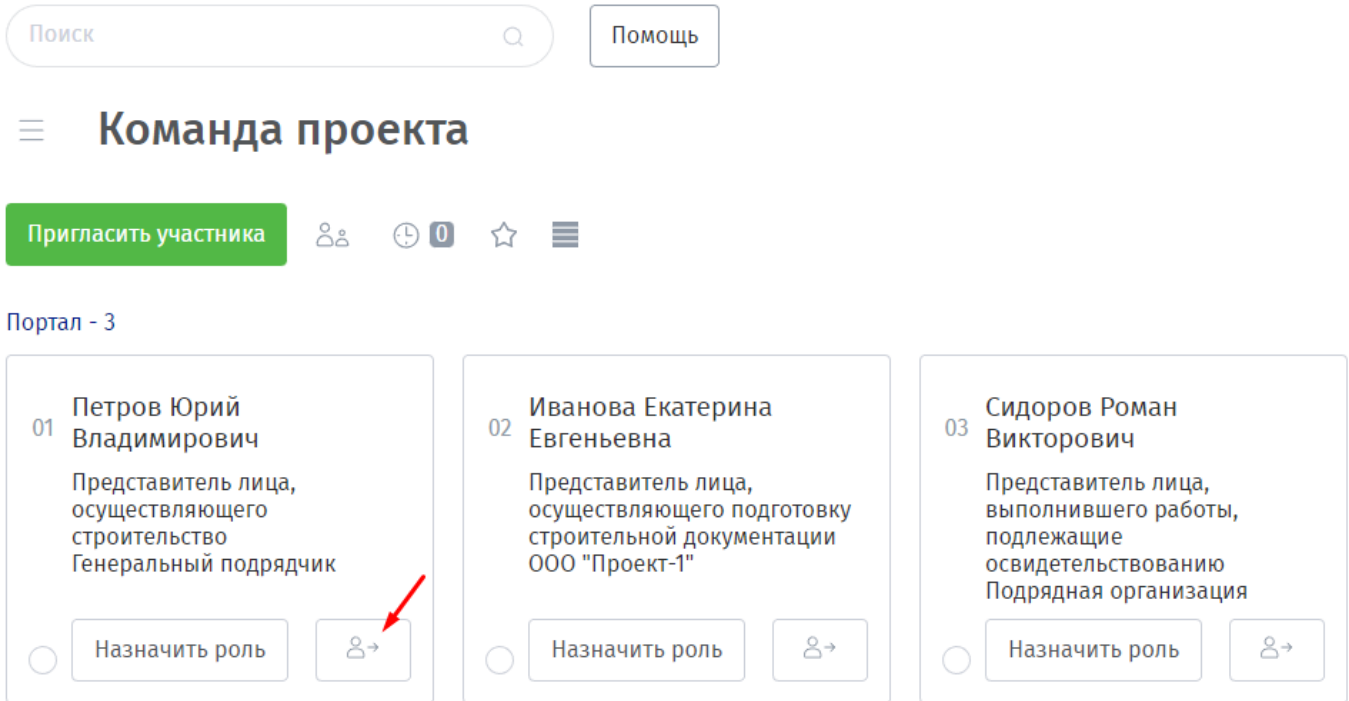 Поиск
Помощь
Команда проекта
Пригласить участника
0
Портал - 3
01
Петров Юрий
Владимирович
Представитель лица,
осуществляющего
строительство
Генеральный подрядчик
Назначить роль
02
Иванова Екатерина
Евгеньевна
Представитель лица,
осуществляющего подготовку
строительной документации
ООО "Проект-1"
Назначить роль
03
Сидоров Роман
Викторович
Представитель лица,
выполнившего работы,
подлежащие
освидетельствованию
Подрядная организация
Назначить роль